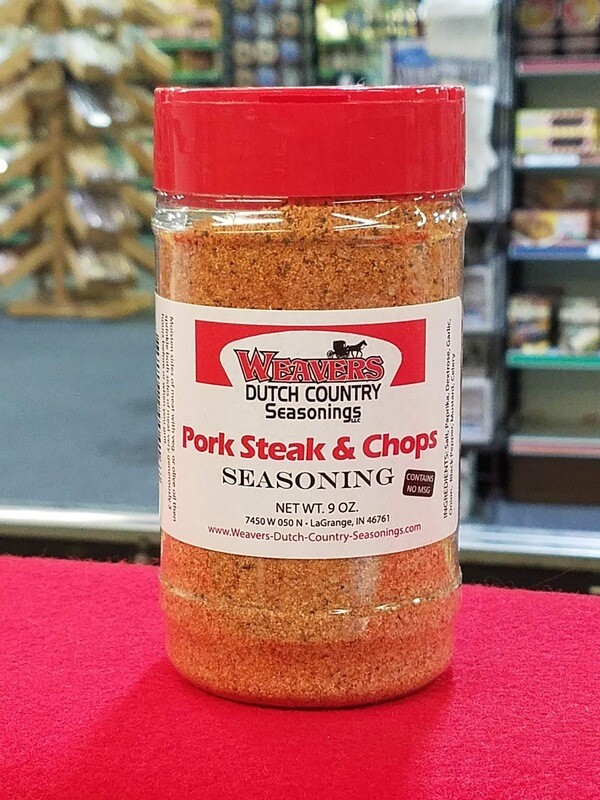 WEAVERS
DUTCH COUNTRY
Seasonings LLC
Pork Steak & Chops
SEASONING
CONTAINS
NO MSG
NET WT. 9 OZ.
7450 W 050 N • LaGrange, IN 46761
www.Weavers-Dutch-Country-Seasonings.com
INGREDIENTS: Salt, Paprika, Dextrose, Garlic,
Onion, Black Pepper, Mustard, Celery